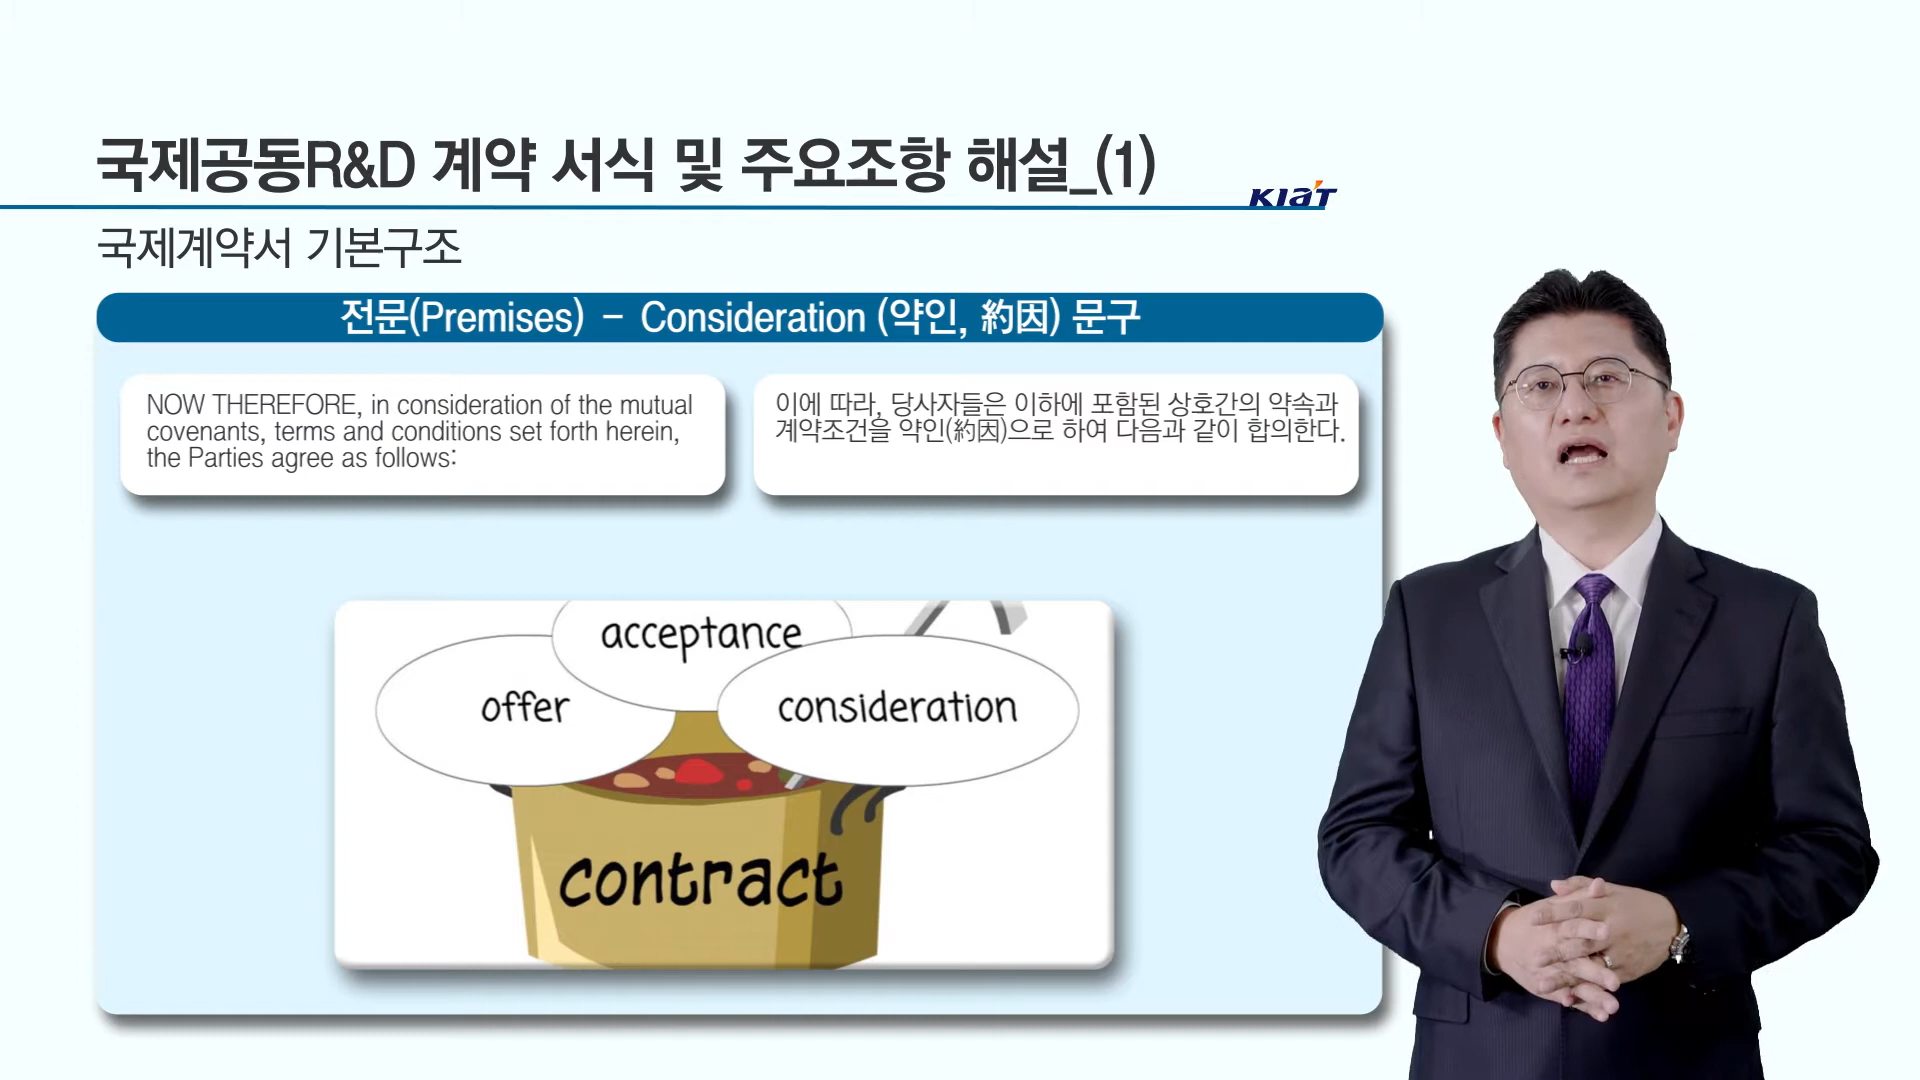 국제공동R&D 계약 서식 및 주요조항 해설_(1)
KIAT
국제계약서 기본구조
전문(Premises) - Consideration (약인, 約因) 문구
NOW THEREFORE, in consideration of the mutual
covenants, terms and conditions set forth herein,
the Parties agree as follows:
이에 따라, 당사자들은 이하에 포함된 상호간의 약속과
계약조건을 약인(約因)으로 하여 다음과 같이 합의한다.
acceptance
offer
consideration
contract